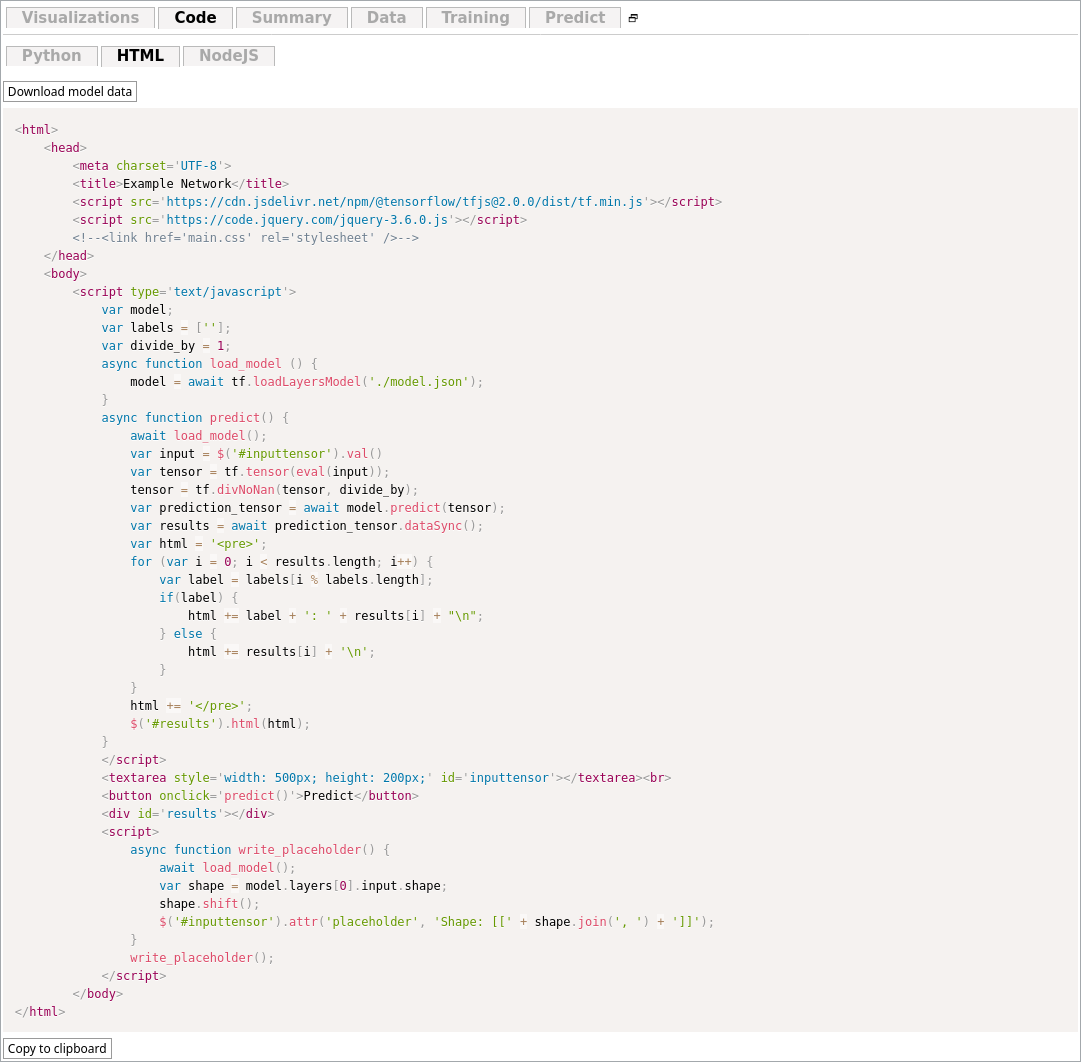 Visualizations Code Summary Data Training Predict
Python HTML NodeJS
Download model data
<html>
    <head>
        <meta charset='UTF-8'>
        <title>Example Network</title>
        <script src='https://cdn.jsdelivr.net/npm/@tensorflow/tfjs@2.0.0/dist/tf.min.js'></script>
        <script src='https://code.jquery.com/jquery-3.6.0.js'></script>
        <!--<link href='main.css' rel='stylesheet' />-->
    </head>
    <body>
        <script type='text/javascript'>
            var model;
            var labels = [''];
            var divide_by = 1;
            async function load_model () {
                model = await tf.loadLayersModel('./model.json');
            }
            async function predict() {
                await load_model();
                var input = $('#inputtensor').val()
                var tensor = tf.tensor(eval(input));
                tensor = tf.divNoNan(tensor, divide_by);
                var prediction_tensor = await model.predict(tensor);
                var results = await prediction_tensor.dataSync();
                var html = '<pre>';
                for (var i = 0; i < results.length; i++) {
                    var label = labels[i % labels.length];
                    if(label) {
                        html += label + ': ' + results[i] + "\n";
                    } else {
                        html += results[i] + '\n';
                    }
                }
                html += '</pre>';
                $('#results').html(html);
            }
            </script>
            <textarea style='width: 500px; height: 200px;' id='inputtensor'></textarea><br>
            <button onclick='predict()'>Predict</button>
            <div id='results'></div>
            <script>
                async function write_placeholder() {
                    await load_model();
                    var shape = model.layers[0].input.shape;
                    shape.shift();
                    $('#inputtensor').attr('placeholder', 'Shape: [[' + shape.join(', ') + ']]');
                }
                write_placeholder();
            </script>
        </body>
</html>
Copy to clipboard